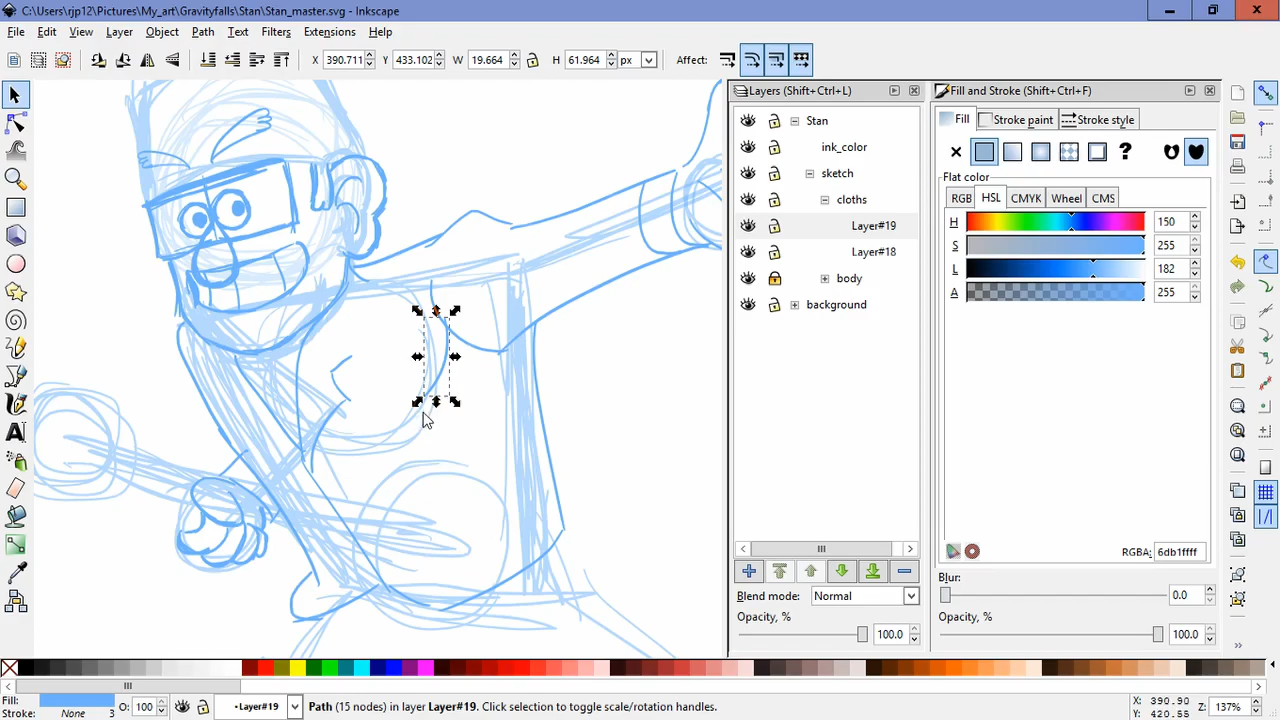 C:\Users\rjp12\Pictures\My_art\Gravityfalls\Stan\Stan_master.svg - Inkscape
File Edit View Layer Object Path Text Filters Extensions Help
X 390.711 Y 433.102 W 19.664 H 61.964 px Affect:
Layers (Shift+Ctrl+L)
Stan
ink_color
sketch
cloths
Layer#19
Layer#18
body
background
Blend mode: Normal
Opacity, % 100.0
Fill and Stroke (Shift+Ctrl+F)
Fill Stroke paint Stroke style
?
Flat color
RGB HSL CMYK Wheel CMS
H 150
S 255
L 182
A 255
RGBA: 6db1ffff
Blur:
0.0
Opacity, %
100.0
Fill:
Stroke: None 3
O: 100
•Layer#19
Path (15 nodes) in layer Layer#19. Click selection to toggle scale/rotation handles.
X: 390.90
Y: 420.55
Z: 137%